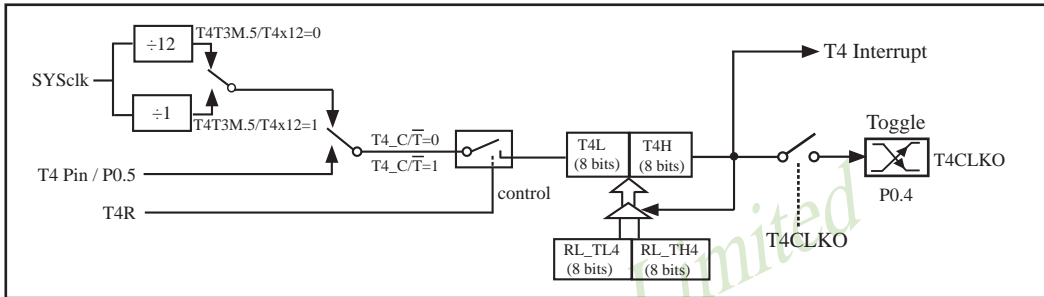 T4T3M.5/T4x12=0
÷12
T4 Interrupt
SYSclk
÷1
T4T3M.5/T4x12=1
Toggle
T4_C/T̅=0
T4L
(8 bits)
T4H
(8 bits)
T4CLKO
T4_C/T̅=1
T4 Pin / P0.5
control
P0.4
T4R
T4CLKO
RL_TL4
(8 bits)
RL_TH4
(8 bits)
Limited